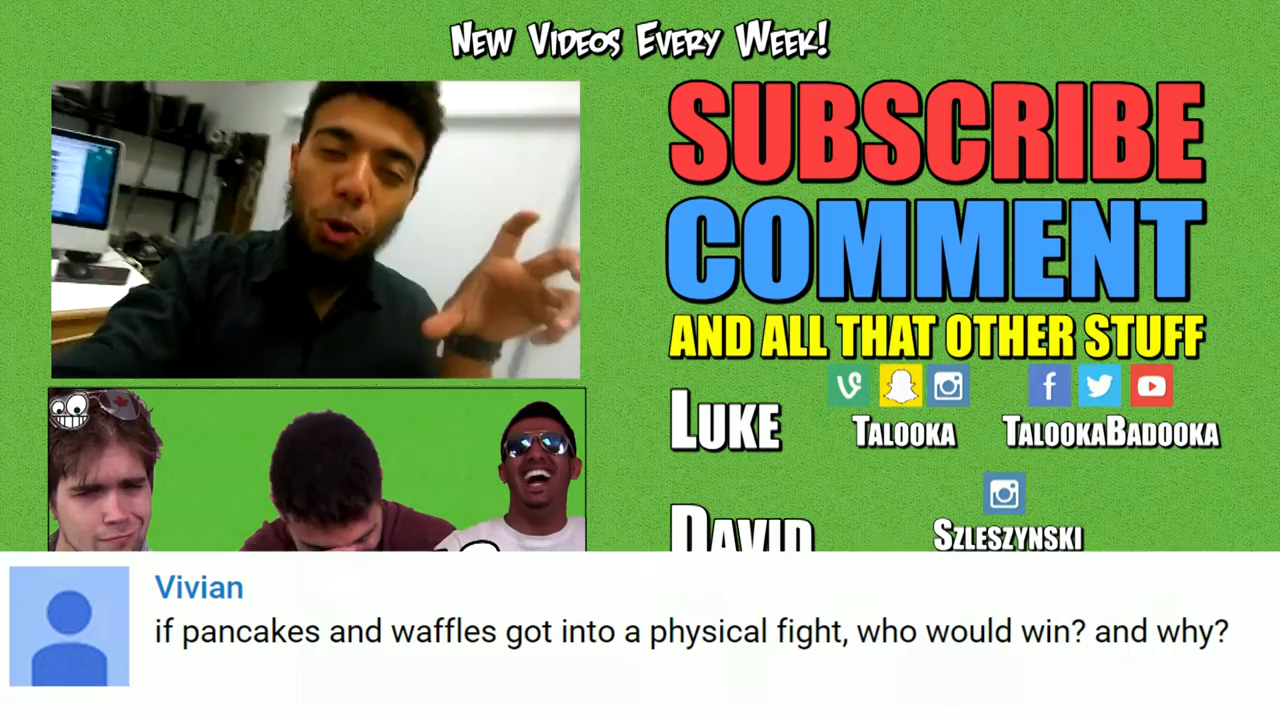 New Videos Every Week!
SUBSCRIBE
COMMENT
AND ALL THAT OTHER STUFF
LUKE
TALOOKA
TALOOKABADOOKA
DAVID
SZLESZYNSKI
Vivian
if pancakes and waffles got into a physical fight, who would win? and why?